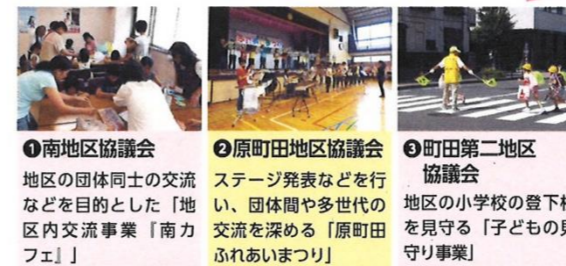 ❶南地区協議会
地区の団体同士の交流
などを目的とした「地
区内交流事業『南カ
フェ』」
❷原町田地区協議会
ステージ発表などを行
い、団体間や多世代の
交流を深める「原町田
ふれあいまつり」
❸町田第二地区
協議会
地区の小学校の登下
を見守る「子どもの
守り事業」